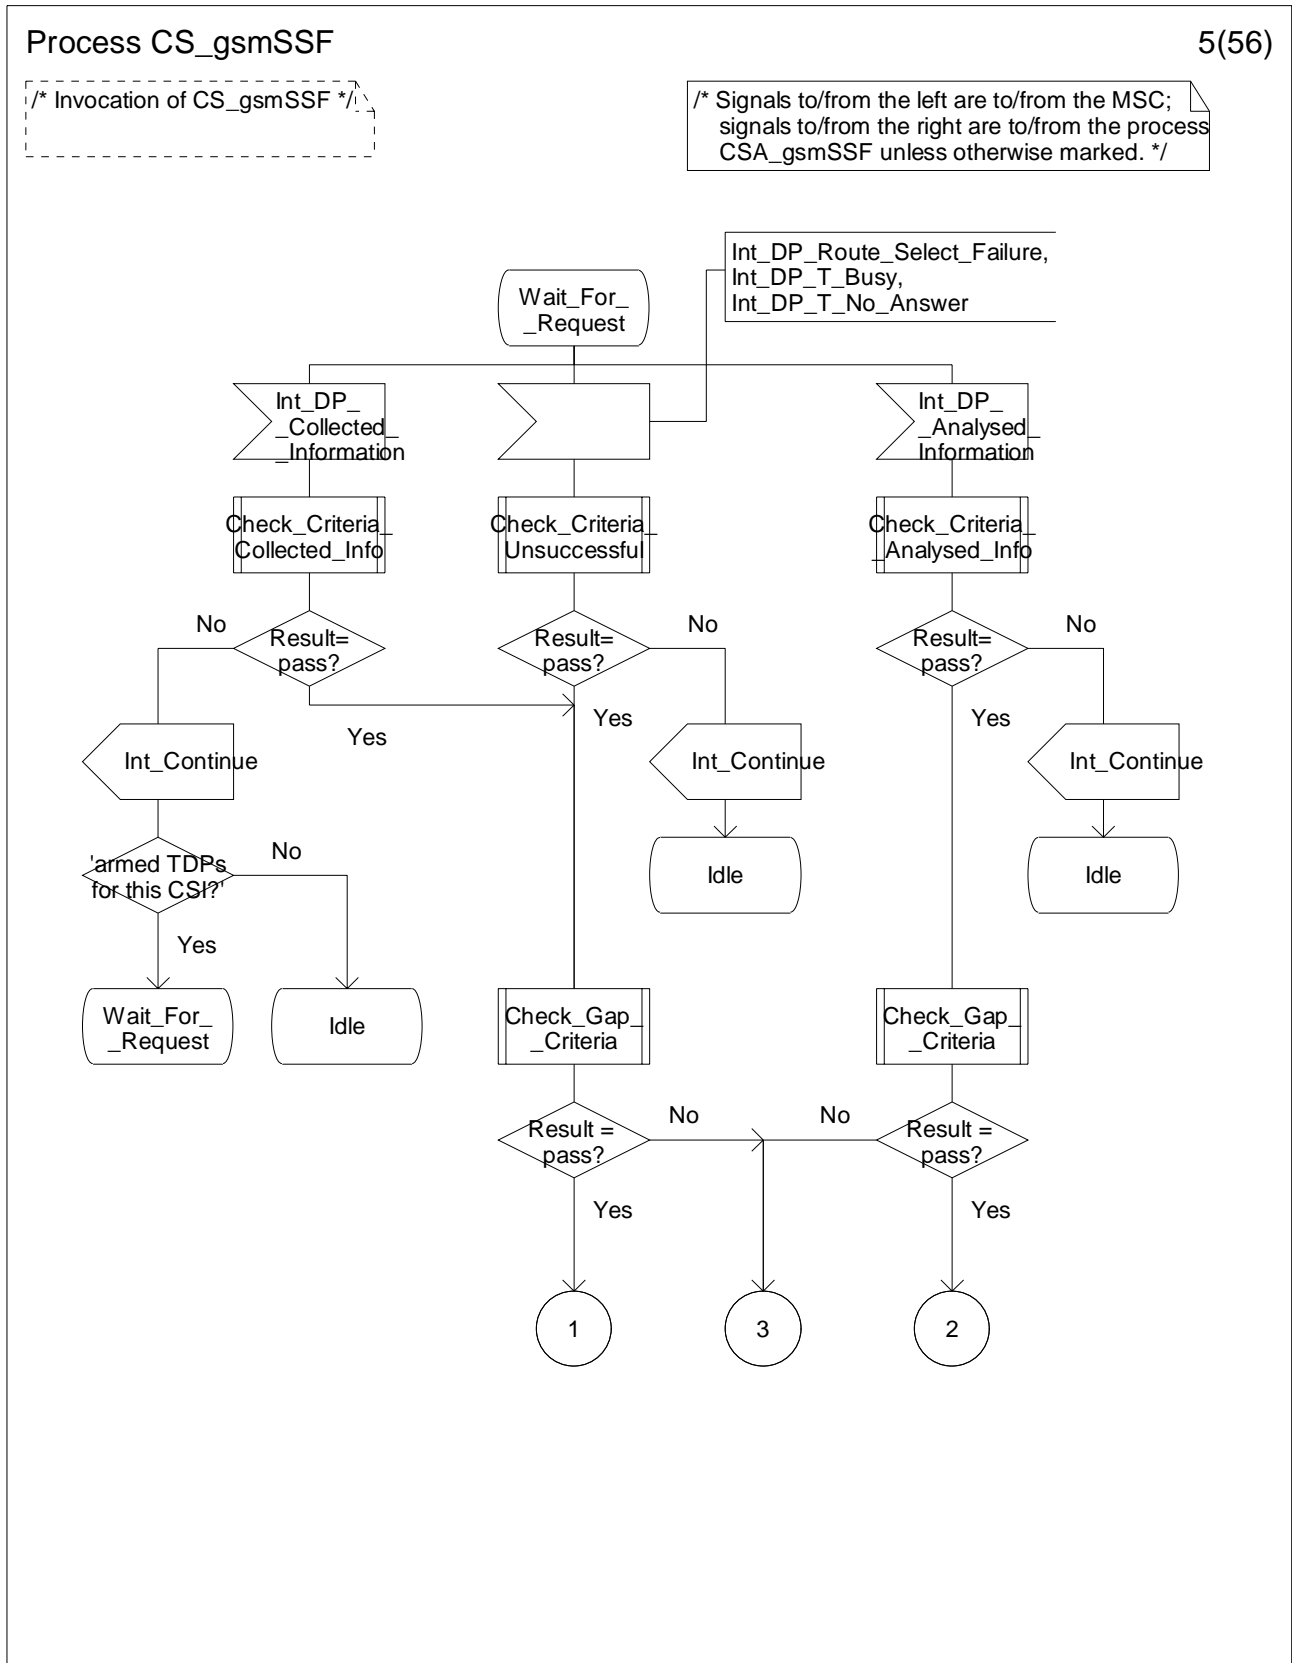 Process CS_gsmSSF
5(56)
/* Invocation of CS_gsmSSF */
/* Signals to/from the left are to/from the MSC;
signals to/from the right are to/from the process
CSA_gsmSSF unless otherwise marked. */
Int_DP_Route_Select_Failure,
Int_DP_T_Busy,
Int_DP_T_No_Answer
Wait_For_
_Request
Int_DP_
_Collected_
_Information
Int_DP_
_Analysed_
Information
Check_Criteria_
Collected_Info
Check_Criteria_
Unsuccessful
Check_Criteria_
_Analysed_Info
No
Result=
pass?
Result=
pass?
No
Result=
pass?
No
Yes
Yes
Yes
Int_Continue
Int_Continue
Int_Continue
'armed TDPs
for this CSI?'
No
Idle
Idle
Yes
Wait_For_
_Request
Idle
Check_Gap_
_Criteria
Check_Gap_
_Criteria
Result =
pass?
No
No
Result =
pass?
Yes
Yes
1
3
2